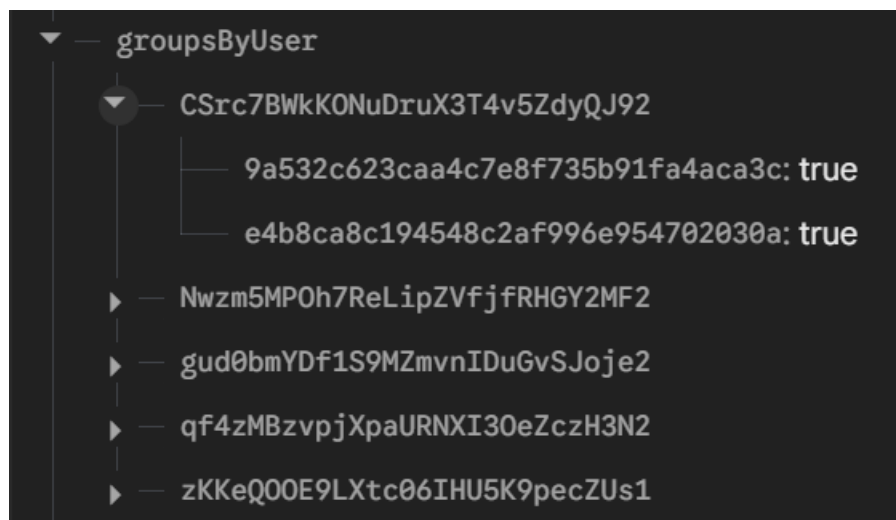 groupsByUser
CSrc7BWkKONuDruX3T4v5ZdyQJ92
9a532c623caa4c7e8f735b91fa4aca3c: true
e4b8ca8c194548c2af996e954702030a: true
Nwzm5MPOh7ReLipZVfjfRHGY2MF2
gud0bmYDf1S9MZmvnIDuGvSJoje2
qf4zMBzvpjXpaURNXI3OeZczH3N2
zKKeQOOE9LXtc06IHU5K9pecZUs1